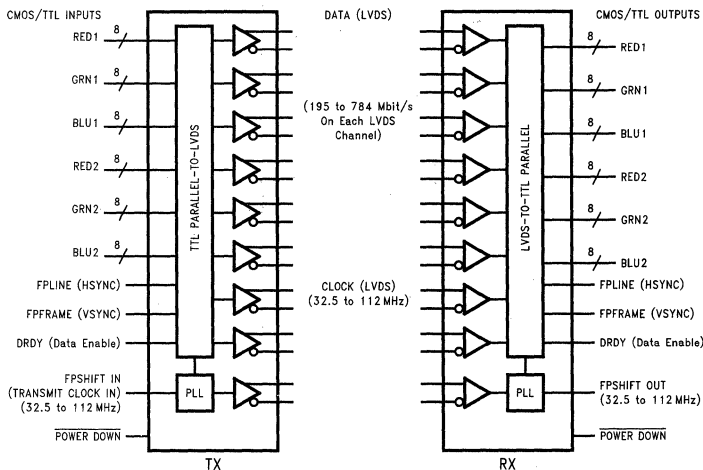 CMOS/TTL INPUTS
DATA (LVDS)
CMOS/TTL OUTPUTS
RED1
8
GRN1
8
BLU1
8
RED2
8
GRN2
8
BLU2
8
FPLINE (HSYNC)
FPFRAME (VSYNC)
DRDY (Data Enable)
FPSHIFT IN
(TRANSMIT CLOCK IN)
(32.5 to 112 MHz)
POWER DOWN
TTL PARALLEL-TO-LVDS
PLL
TX
(195 to 784 Mbit/s
On Each LVDS
Channel)
CLOCK (LVDS)
(32.5 to 112 MHz)
LVDS-TO-TTL PARALLEL
PLL
RX
8
RED1
8
GRN1
8
BLU1
8
RED2
8
GRN2
8
BLU2
FPLINE (HSYNC)
FPFRAME (VSYNC)
DRDY (Data Enable)
FPSHIFT OUT
(32.5 to 112 MHz)
POWER DOWN